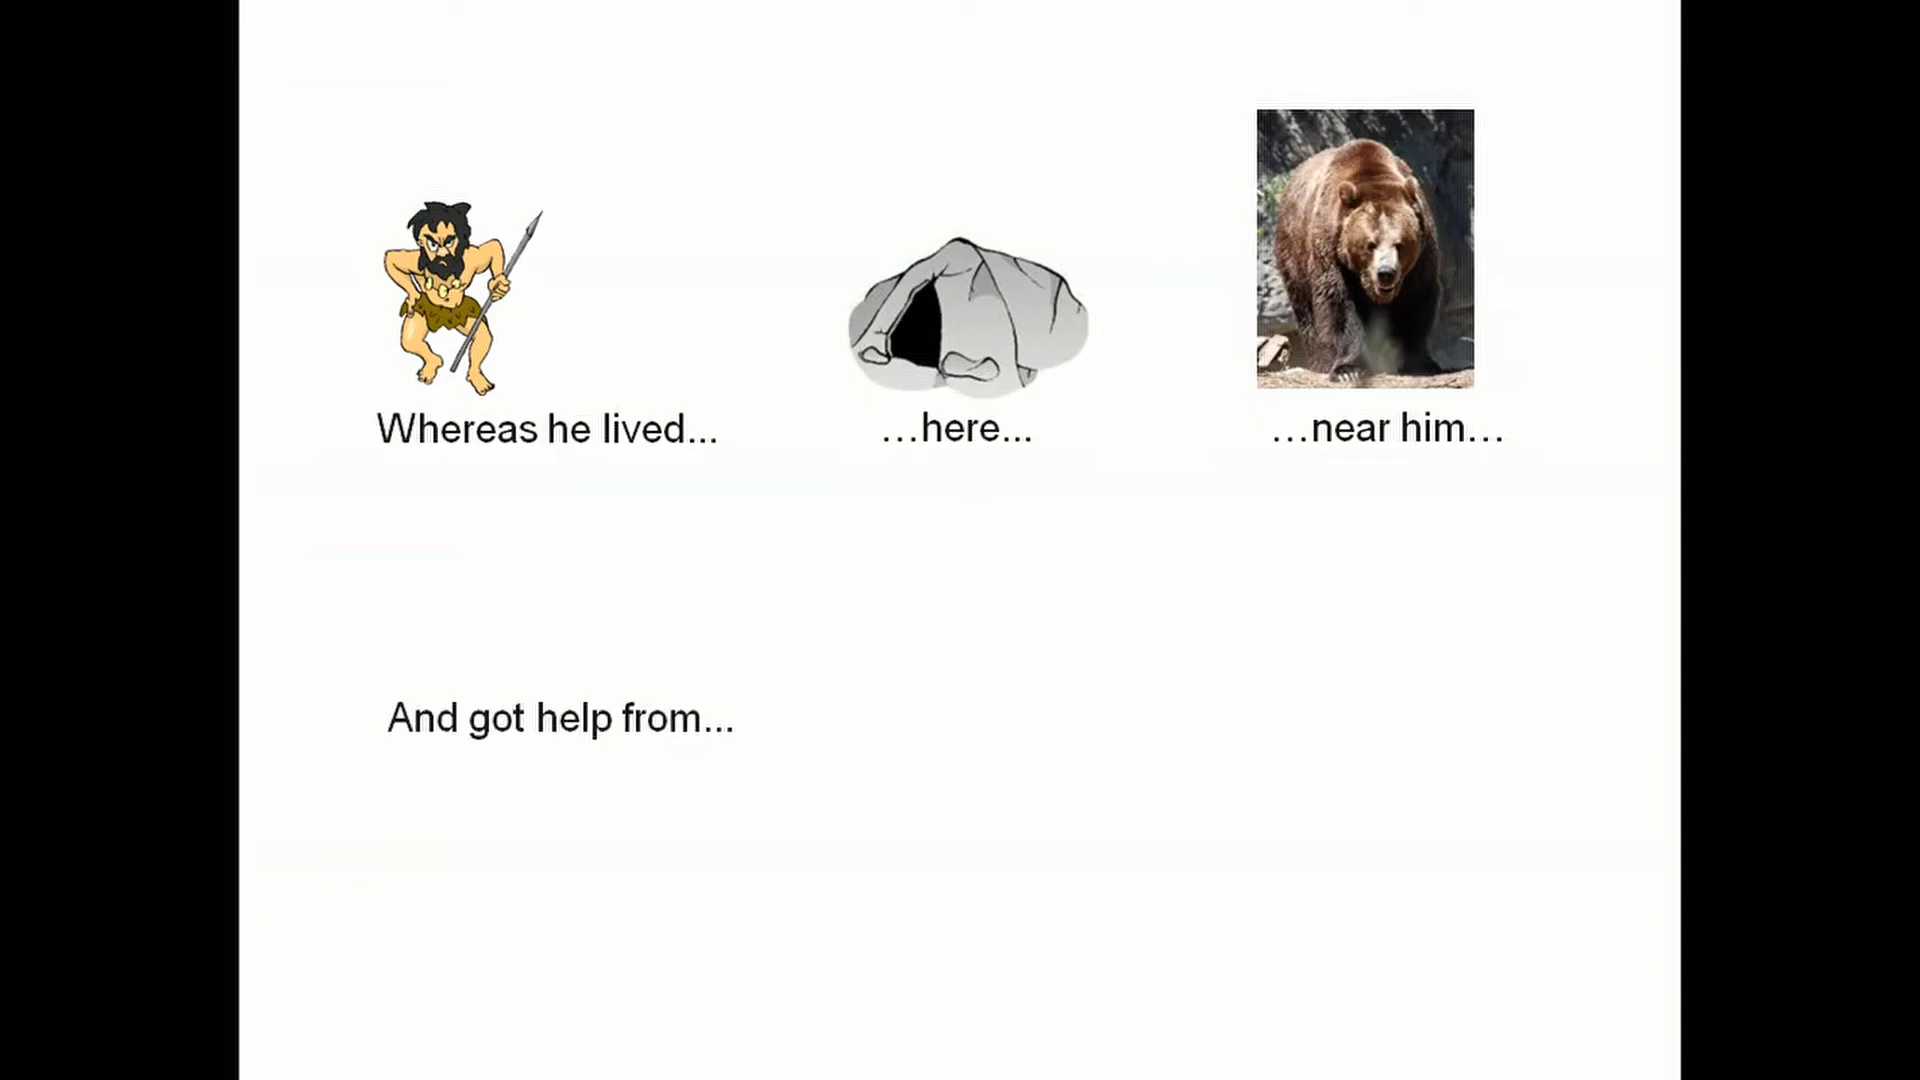 Whereas he lived...
...here...
...near him...
And got help from...